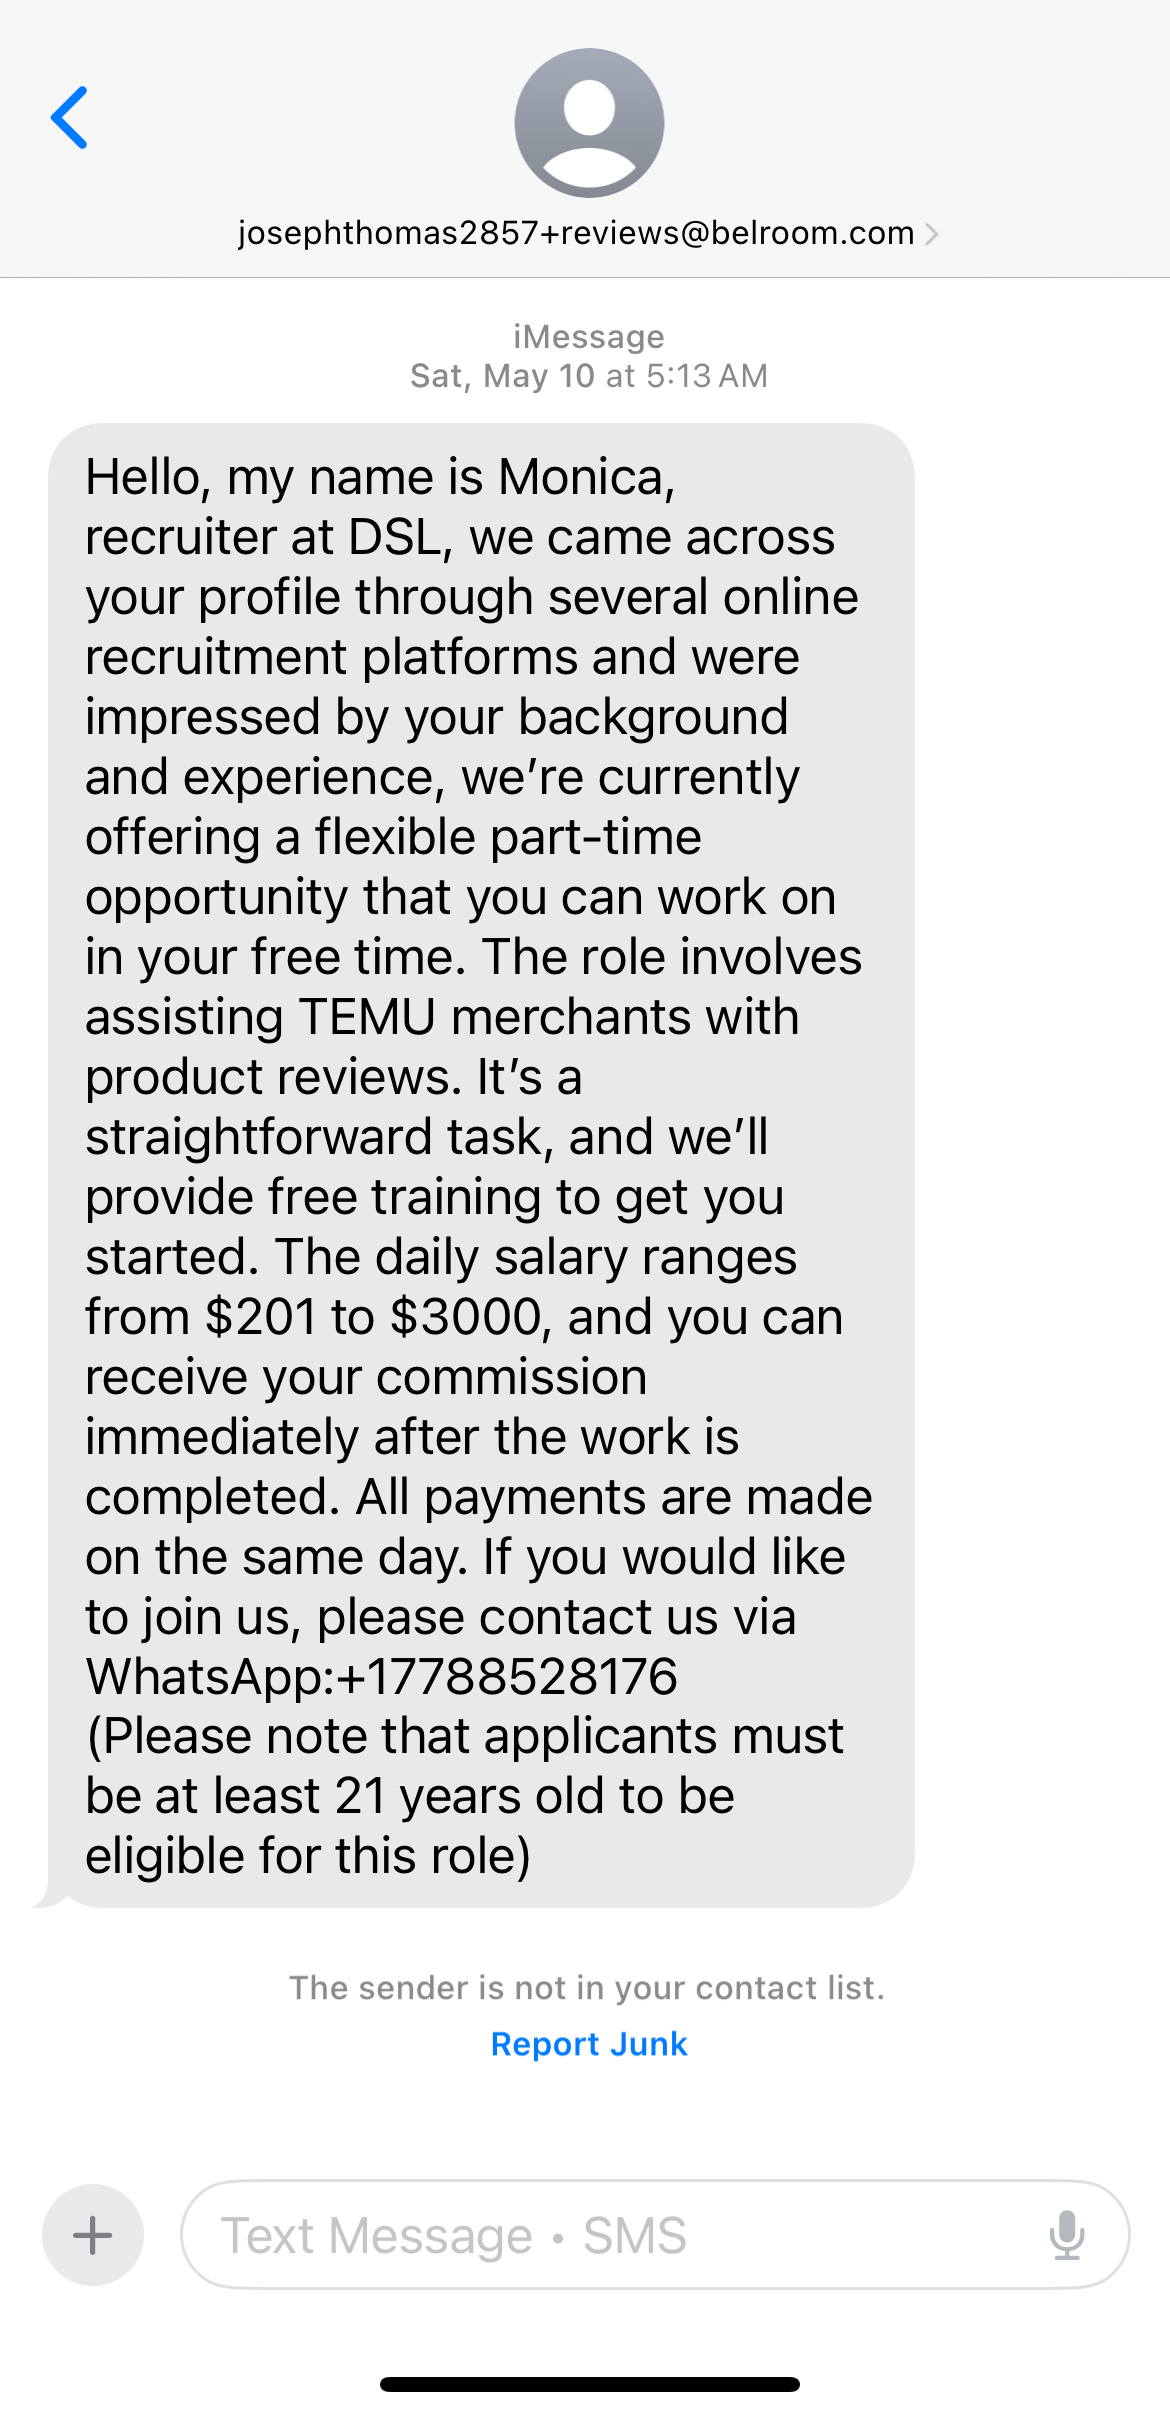 josephthomas2857+reviews@belroom.com
iMessage
Sat, May 10 at 5:13 AM
Hello, my name is Monica,
recruiter at DSL, we came across
your profile through several online
recruitment platforms and were
impressed by your background
and experience, we’re currently
offering a flexible part-time
opportunity that you can work on
in your free time. The role involves
assisting TEMU merchants with
product reviews. It’s a
straightforward task, and we’ll
provide free training to get you
started. The daily salary ranges
from $201 to $3000, and you can
receive your commission
immediately after the work is
completed. All payments are made
on the same day. If you would like
to join us, please contact us via
WhatsApp:+17788528176
(Please note that applicants must
be at least 21 years old to be
eligible for this role)
The sender is not in your contact list.
Report Junk
Text Message • SMS